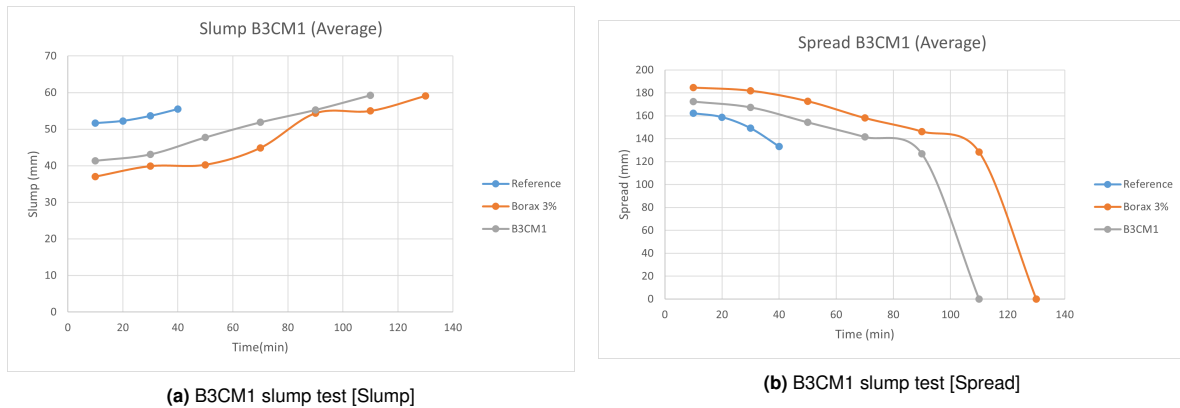 Slump B3CM1 (Average)
70
60
50
40
30
20
10
0
Slump (mm)
0 20 40 60 80 100 120 140
Time(min)
Reference
Borax 3%
B3CM1
(a) B3CM1 slump test [Slump]
Spread B3CM1 (Average)
200
180
160
140
120
100
80
60
40
20
0
Spread (mm)
0 20 40 60 80 100 120 140
Time (min)
Reference
Borax 3%
B3CM1
(b) B3CM1 slump test [Spread]